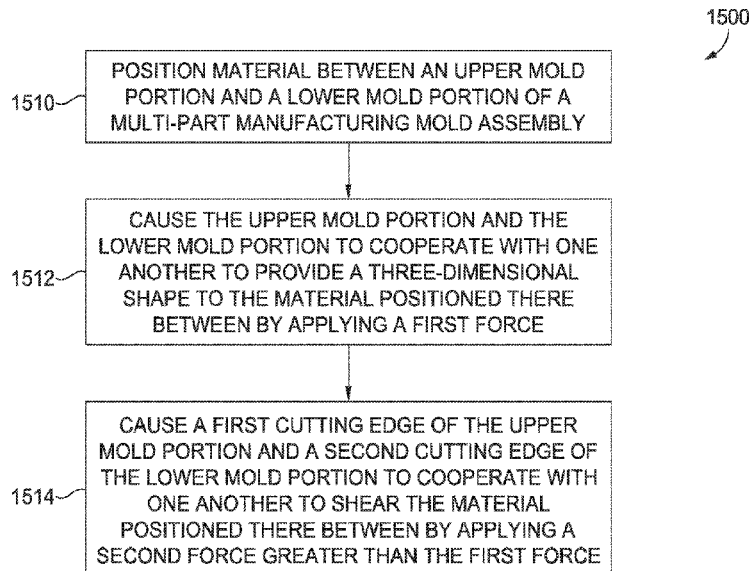 1500
POSITION MATERIAL BETWEEN AN UPPER MOLD
PORTION AND A LOWER MOLD PORTION OF A
MULTI-PART MANUFACTURING MOLD ASSEMBLY
1510
CAUSE THE UPPER MOLD PORTION AND THE
LOWER MOLD PORTION TO COOPERATE WITH ONE
ANOTHER TO PROVIDE A THREE-DIMENSIONAL
SHAPE TO THE MATERIAL POSITIONED THERE
BETWEEN BY APPLYING A FIRST FORCE
1512
CAUSE A FIRST CUTTING EDGE OF THE UPPER
MOLD PORTION AND A SECOND CUTTING EDGE OF
THE LOWER MOLD PORTION TO COOPERATE WITH
ONE ANOTHER TO SHEAR THE MATERIAL
POSITIONED THERE BETWEEN BY APPLYING A
SECOND FORCE GREATER THAN THE FIRST FORCE
1514